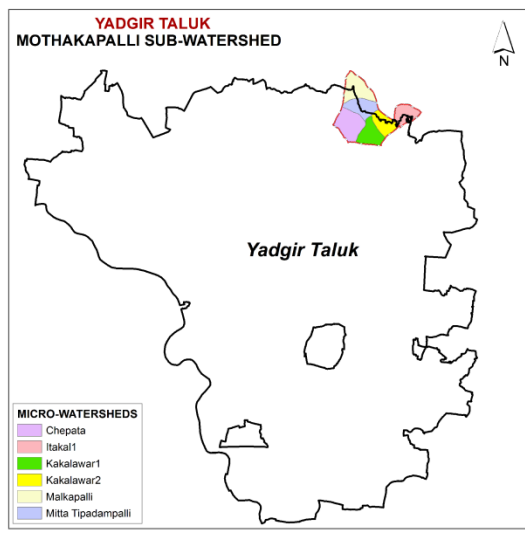 YADGIR TALUK
MOTHAKAPALLI SUB-WATERSHED
N
Yadgir Taluk
MICRO-WATERSHEDS
Chepata
Itakal1
Kakalawar1
Kakalawar2
Malkapalli
Mitta Tipadampalli